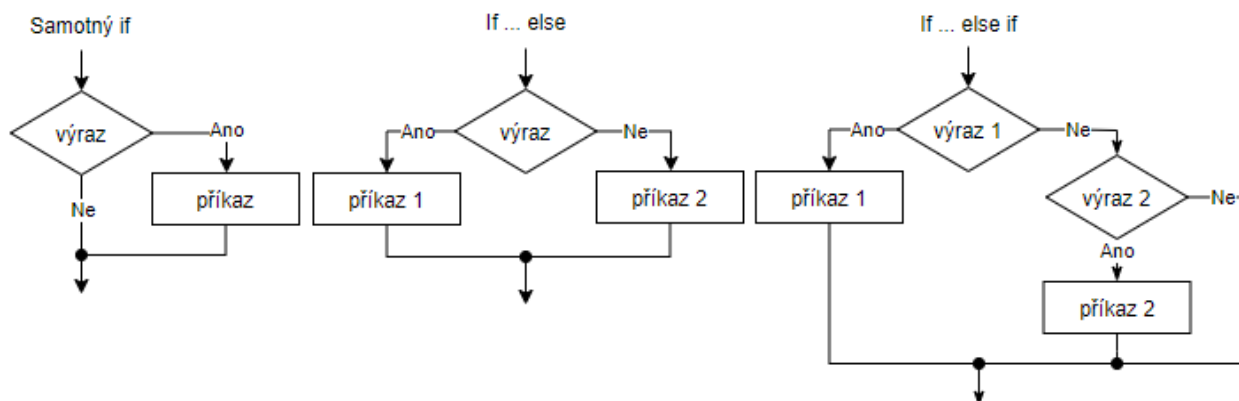 Samotný if
výraz
Ano
Ne
příkaz
If ... else
výraz
Ano
Ne
příkaz 1
příkaz 2
If ... else if
výraz 1
Ano
Ne
příkaz 1
výraz 2
Ne
Ano
příkaz 2